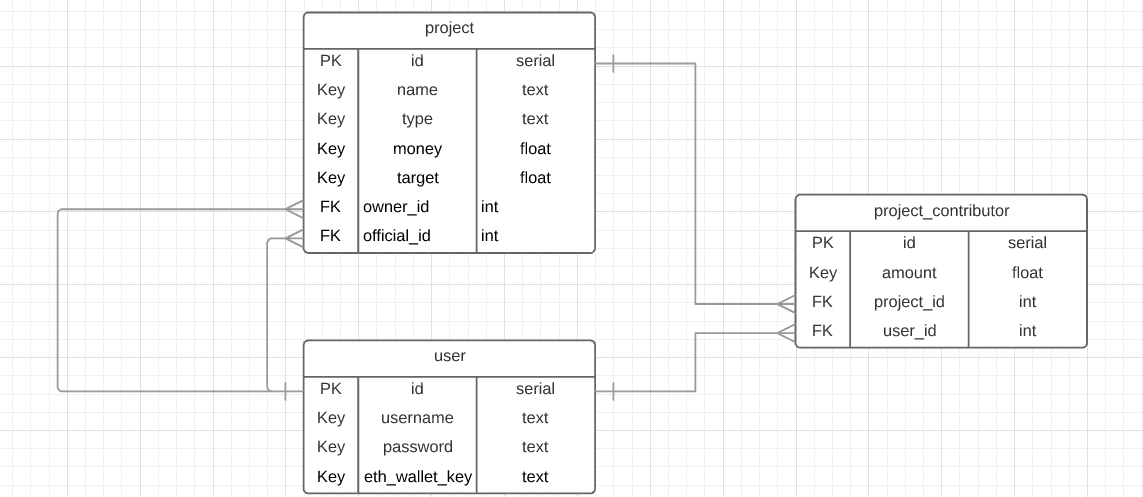 project
PK id serial
Key name text
Key type text
Key money float
Key target float
FK owner_id int
FK official_id int
project_contributor
PK id serial
Key amount float
FK project_id int
FK user_id int
user
PK id serial
Key username text
Key password text
Key eth_wallet_key text